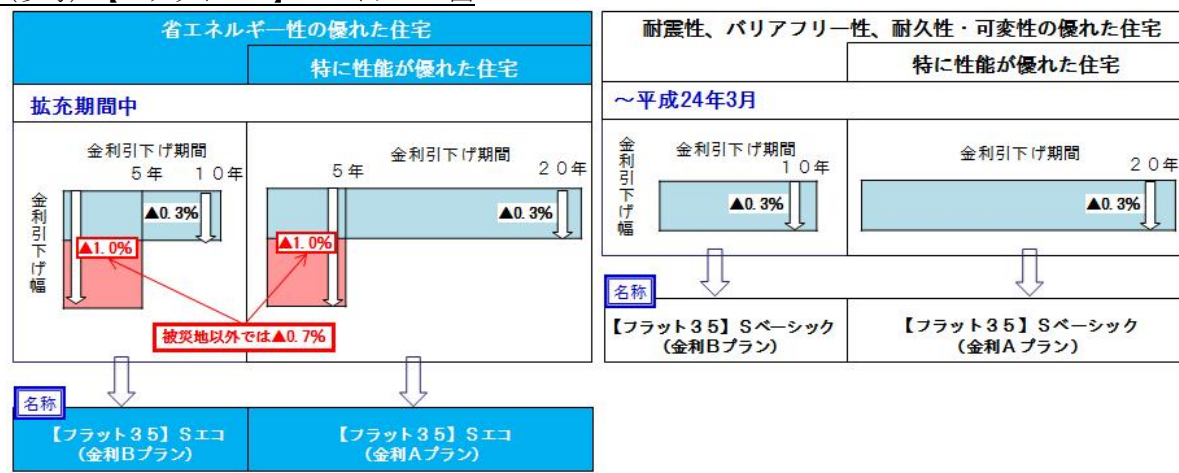 省エネルギー性の優れた住宅
特に性能が優れた住宅
拡充期間中
金利引下げ期間
5年 10年
金利引下げ幅
▲0.3%
▲1.0%
金利引下げ期間
5年 20年
▲0.3%
▲1.0%
被災地以外では▲0.7%
名称
【フラット35】Sエコ
(金利Bプラン)
【フラット35】Sエコ
(金利Aプラン)
耐震性、バリアフリー性、耐久性・可変性の優れた住宅
特に性能が優れた住宅
～平成24年3月
金利引下げ幅
金利引下げ期間
10年
▲0.3%
金利引下げ期間
20年
▲0.3%
名称
【フラット35】Sベーシック
(金利Bプラン)
【フラット35】Sベーシック
(金利Aプラン)